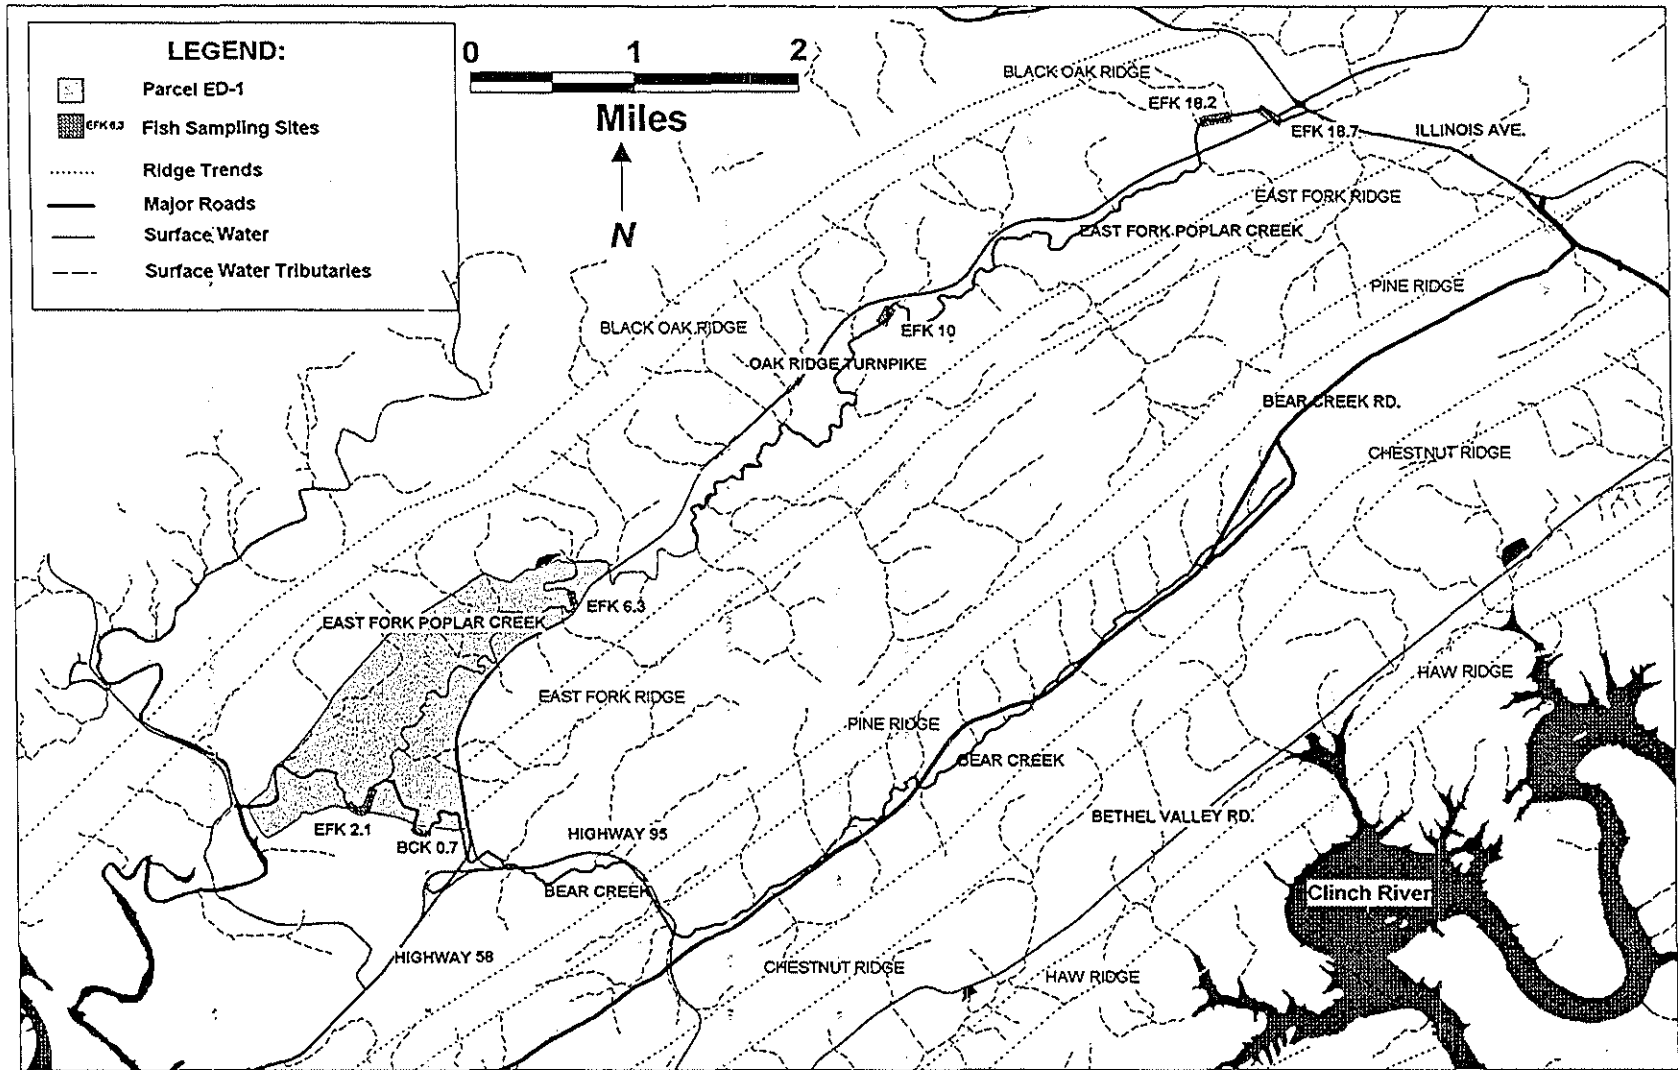 LEGEND:
Parcel ED-1
EFK 6.3 Fish Sampling Sites
Ridge Trends
Major Roads
Surface Water
Surface Water Tributaries
0 1 2
Miles
N
BLACK OAK RIDGE
EFK 18.2
EFK 18.7
ILLINOIS AVE.
EAST FORK RIDGE
EAST FORK POPLAR CREEK
PINE RIDGE
BLACK OAK RIDGE
EFK 10
OAK RIDGE TURNPIKE
BEAR CREEK RD.
CHESTNUT RIDGE
EFK 6.3
EAST FORK POPLAR CREEK
HAW RIDGE
EAST FORK RIDGE
PINE RIDGE
BEAR CREEK
BETHEL VALLEY RD.
EFK 2.1
HIGHWAY 95
BCK 0.7
BEAR CREEK
Clinch River
HIGHWAY 58
CHESTNUT RIDGE
HAW RIDGE